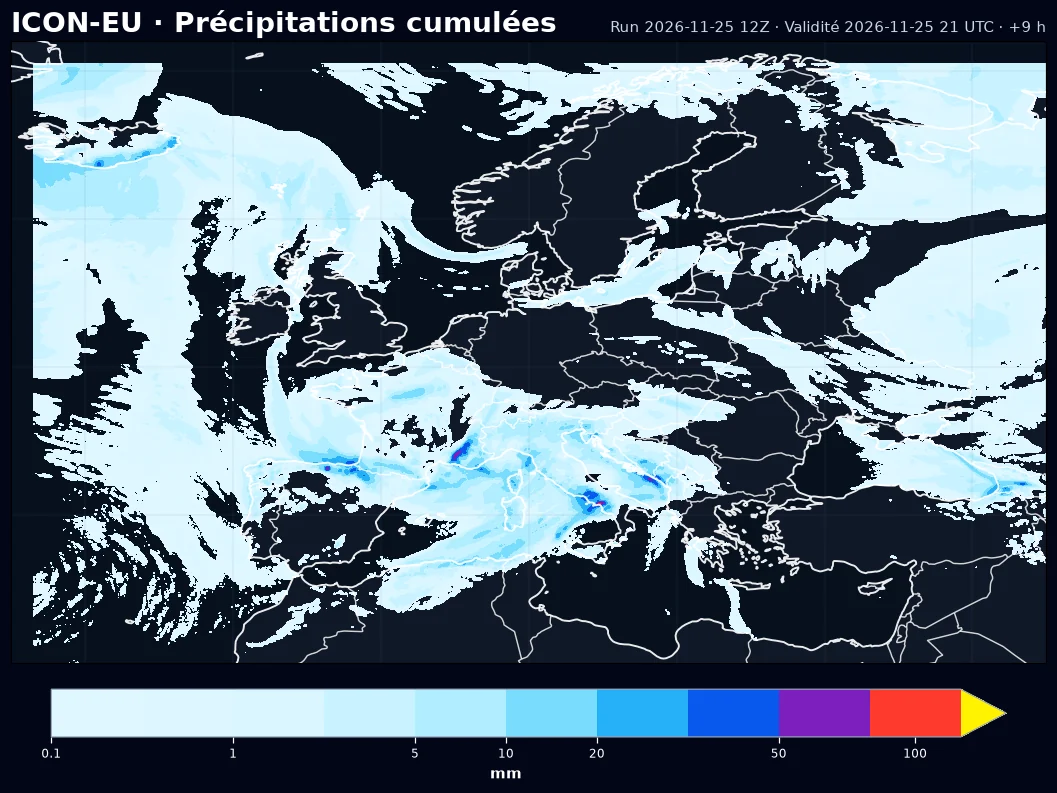 ICON-EU · Précipitations cumulées
Run 2026-11-25 12Z · Validité 2026-11-25 21 UTC · +9 h
0.1 1 5 10 20 50 100
mm